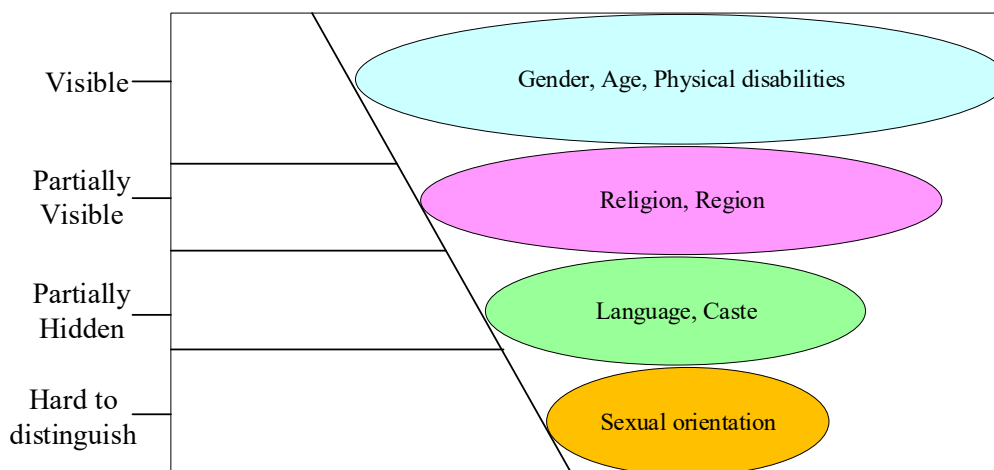 Visible
Gender, Age, Physical disabilities
Partially
Visible
Religion, Region
Partially
Hidden
Language, Caste
Hard to
distinguish
Sexual orientation